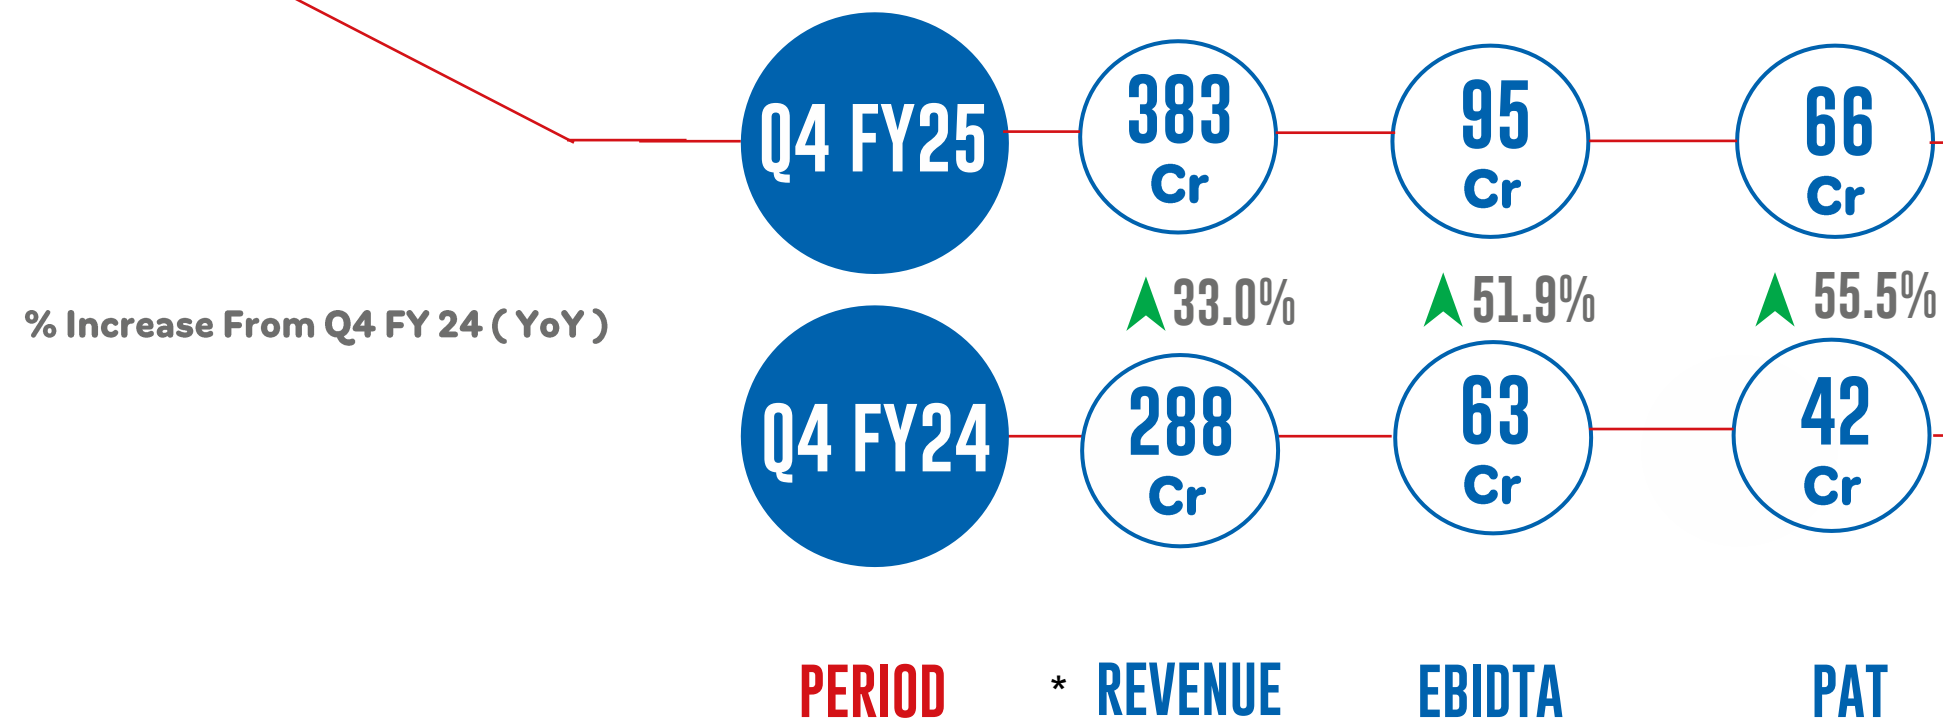 Q4 FY25
383
Cr
95
Cr
66
Cr
% Increase From Q4 FY 24 ( YoY )
33.0%
51.9%
55.5%
Q4 FY24
288
Cr
63
Cr
42
Cr
PERIOD
* REVENUE
EBIDTA
PAT